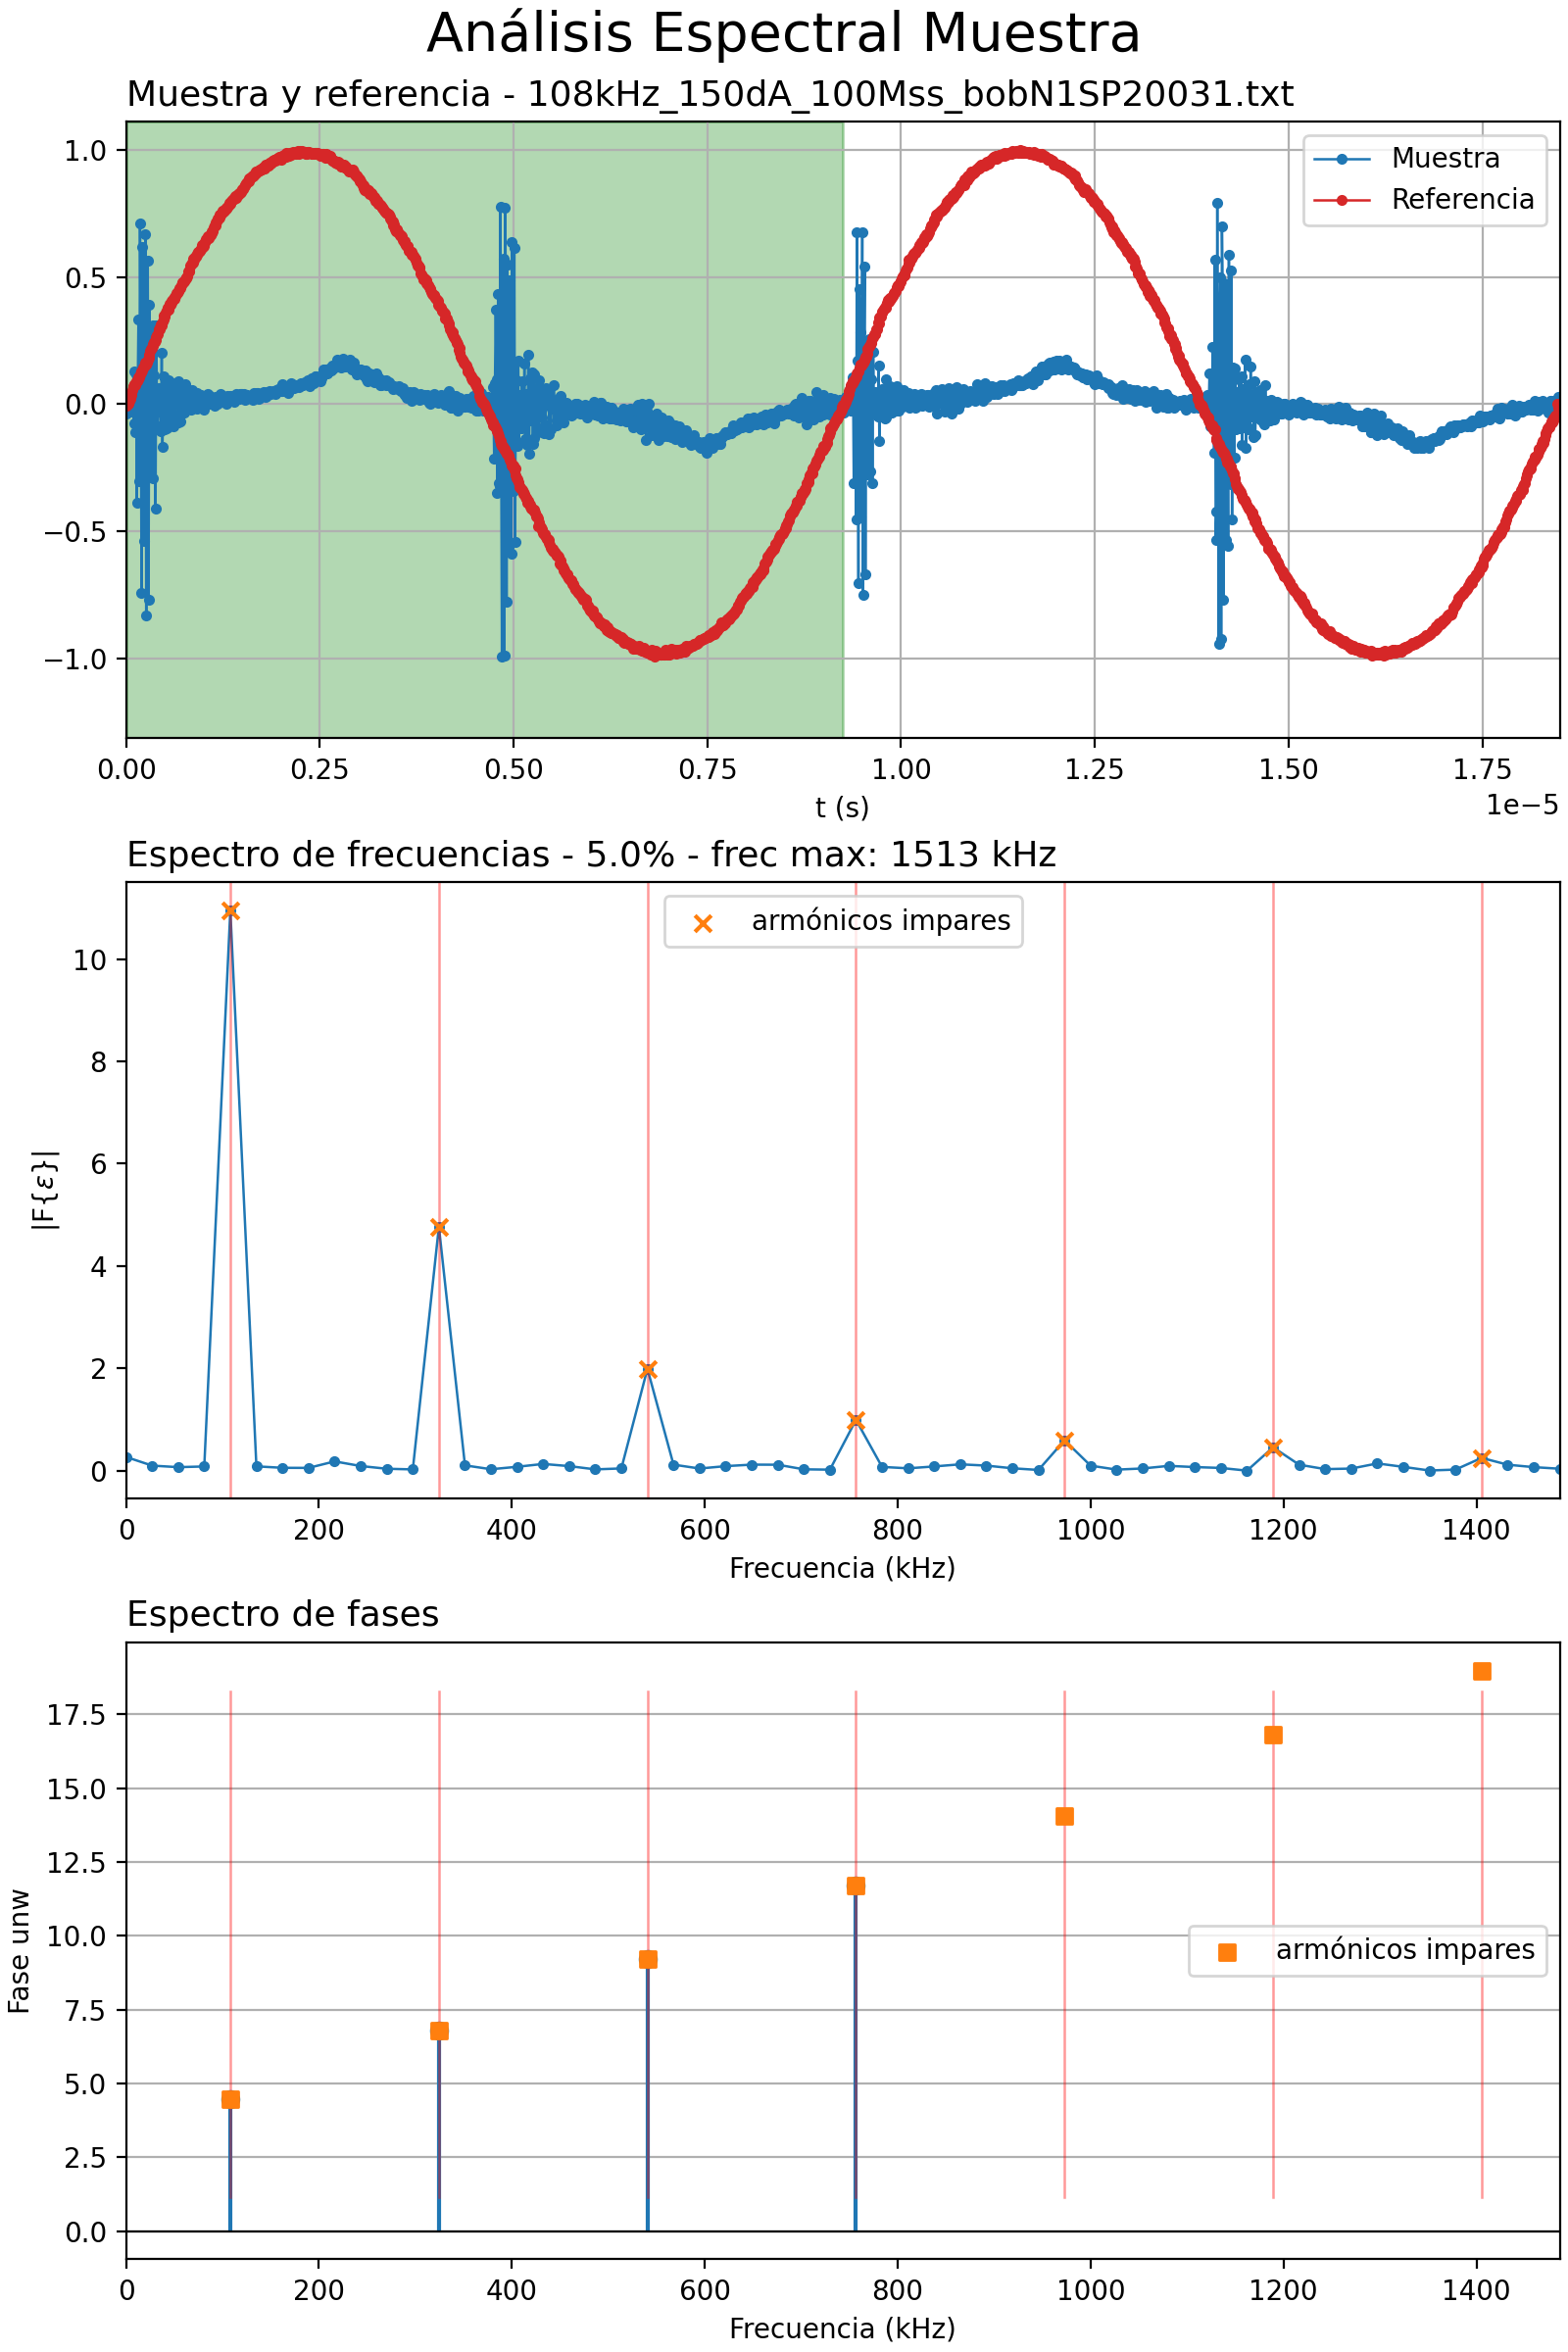 Análisis Espectral Muestra
Muestra y referencia - 108kHz_150dA_100Mss_bobN1SP20031.txt
1.0
0.5
0.0
−0.5
−1.0
Muestra
Referencia
0.00 0.25 0.50 0.75 1.00 1.25 1.50 1.75
t (s)
1e−5
Espectro de frecuencias - 5.0% - frec max: 1513 kHz
armónicos impares
10
8
6
4
2
0
|F{ε}|
0 200 400 600 800 1000 1200 1400
Frecuencia (kHz)
Espectro de fases
17.5
15.0
12.5
10.0
7.5
5.0
2.5
0.0
Fase unw
armónicos impares
0 200 400 600 800 1000 1200 1400
Frecuencia (kHz)